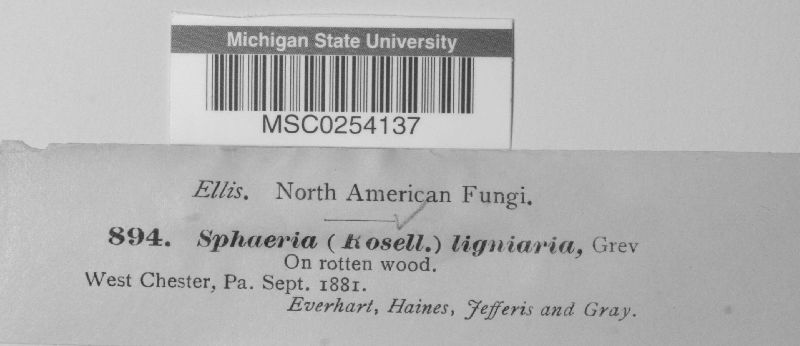 Michigan State University
MSC0254137
Ellis. North American Fungi.
894. Sphaeria (Rosell.) ligniaria, Grev
On rotten wood.
West Chester, Pa. Sept. 1881.
Everhart, Haines, Jefferis and Gray.